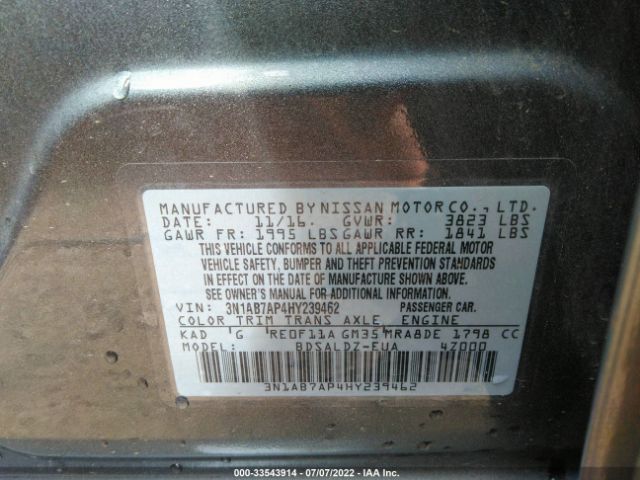 MANUFACTURED BY NISSAN MOTOR CO., LTD.
DATE: 11/16. GVWR: 3823 LBS
GAWR FR: 1995 LBS GAWR RR: 1841 LBS
THIS VEHICLE CONFORMS TO ALL APPLICABLE FEDERAL MOTOR
VEHICLE SAFETY, BUMPER AND THEFT PREVENTION STANDARDS
IN EFFECT ON THE DATE OF MANUFACTURE SHOWN ABOVE.
SEE OWNER'S MANUAL FOR ADDITIONAL INFORMATION.
VIN: 3N1AB7AP4HY239462 PASSENGER CAR.
COLOR TRIM TRANS AXLE ENGINE
KAD G RE0F11A GM35 MRA8DE 1798 CC
MODEL: BDSALDZ-EUA 4Z000
3N1AB7AP4HY239462
000-33543914 - 07/07/2022 - IAA Inc.